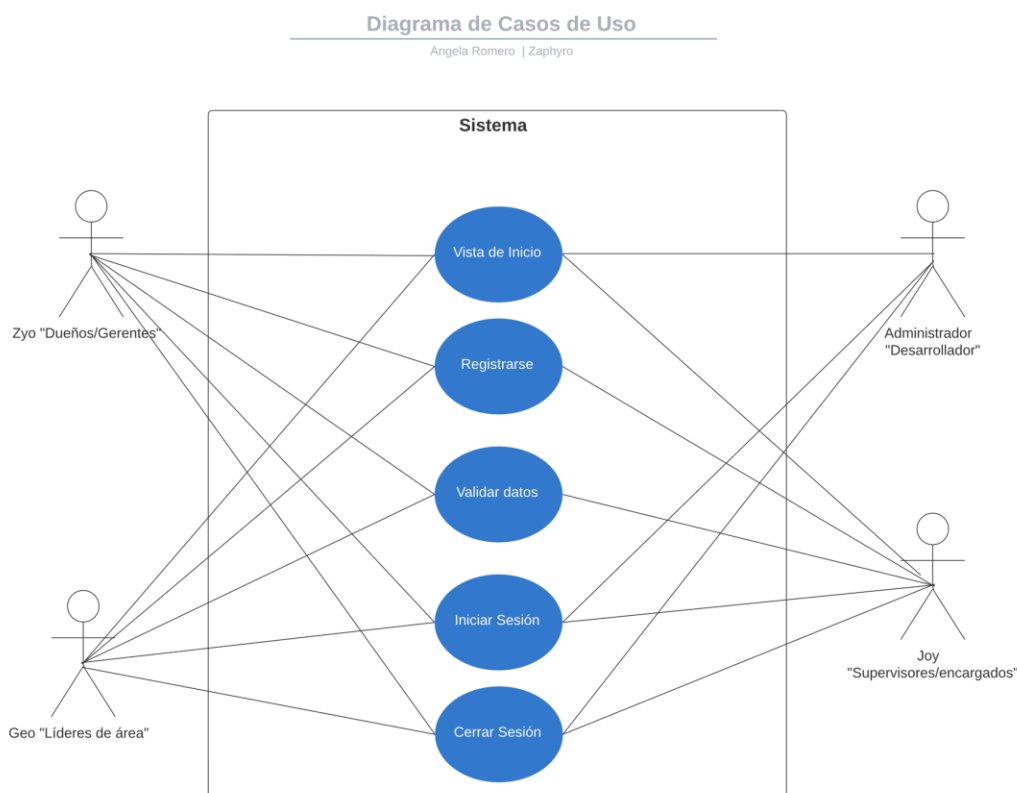 Diagrama de Casos de Uso
Angela Romero | Zaphyro
Sistema
Vista de Inicio
Zyo "Dueños/Gerentes"
Administrador
"Desarrollador"
Registrarse
Validar datos
Iniciar Sesión
Joy
"Supervisores/encargados"
Geo "Líderes de área"
Cerrar Sesión